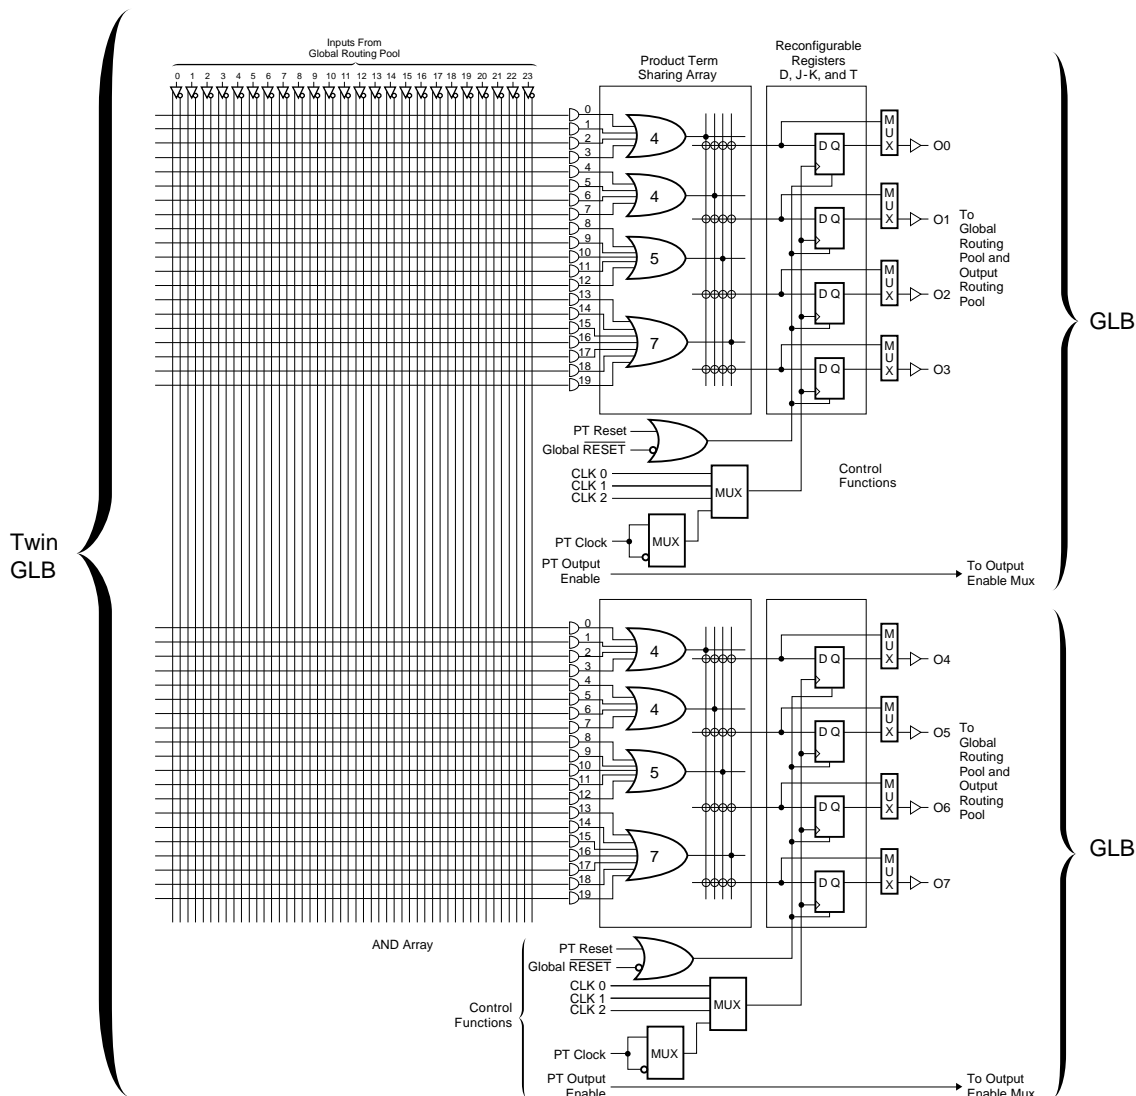 Inputs From
Global Routing Pool
0 1 2 3 4 5 6 7 8 9 10 11 12 13 14 15 16 17 18 19 20 21 22 23
Product Term
Sharing Array
Reconfigurable
Registers
D, J-K, and T
0
1
2
3
4
5
6
7
8
9
10
11
12
13
14
15
16
17
18
19
4
4
5
7
D Q
D Q
D Q
D Q
MUX
MUX
MUX
MUX
O0
O1
O2
O3
To
Global
Routing
Pool and
Output
Routing
Pool
GLB
PT Reset
Global RESET
CLK 0
CLK 1
CLK 2
MUX
PT Clock
MUX
Control
Functions
PT Output
Enable
To Output
Enable Mux
Twin
GLB
0
1
2
3
4
5
6
7
8
9
10
11
12
13
14
15
16
17
18
19
4
4
5
7
D Q
D Q
D Q
D Q
MUX
MUX
MUX
MUX
O4
O5
O6
O7
To
Global
Routing
Pool and
Output
Routing
Pool
GLB
AND Array
Control
Functions
PT Reset
Global RESET
CLK 0
CLK 1
CLK 2
MUX
PT Clock
MUX
PT Output
Enable
To Output
Enable Mux